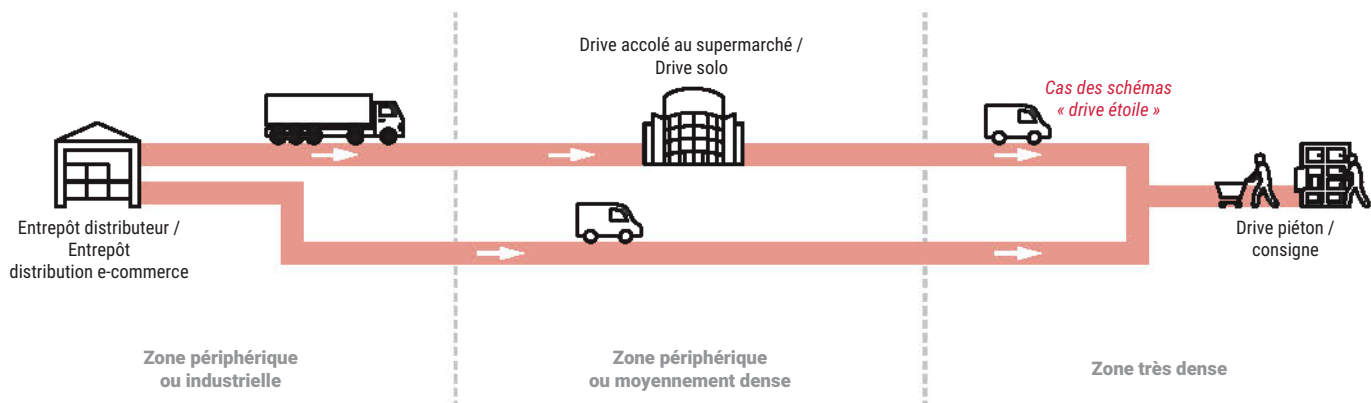 Drive accolé au supermarché /
Drive solo
Cas des schémas
« drive étoile »
Entrepôt distributeur /
Entrepôt
distribution e-commerce
Drive piéton /
consigne
Zone périphérique
ou industrielle
Zone périphérique
ou moyennement dense
Zone très dense